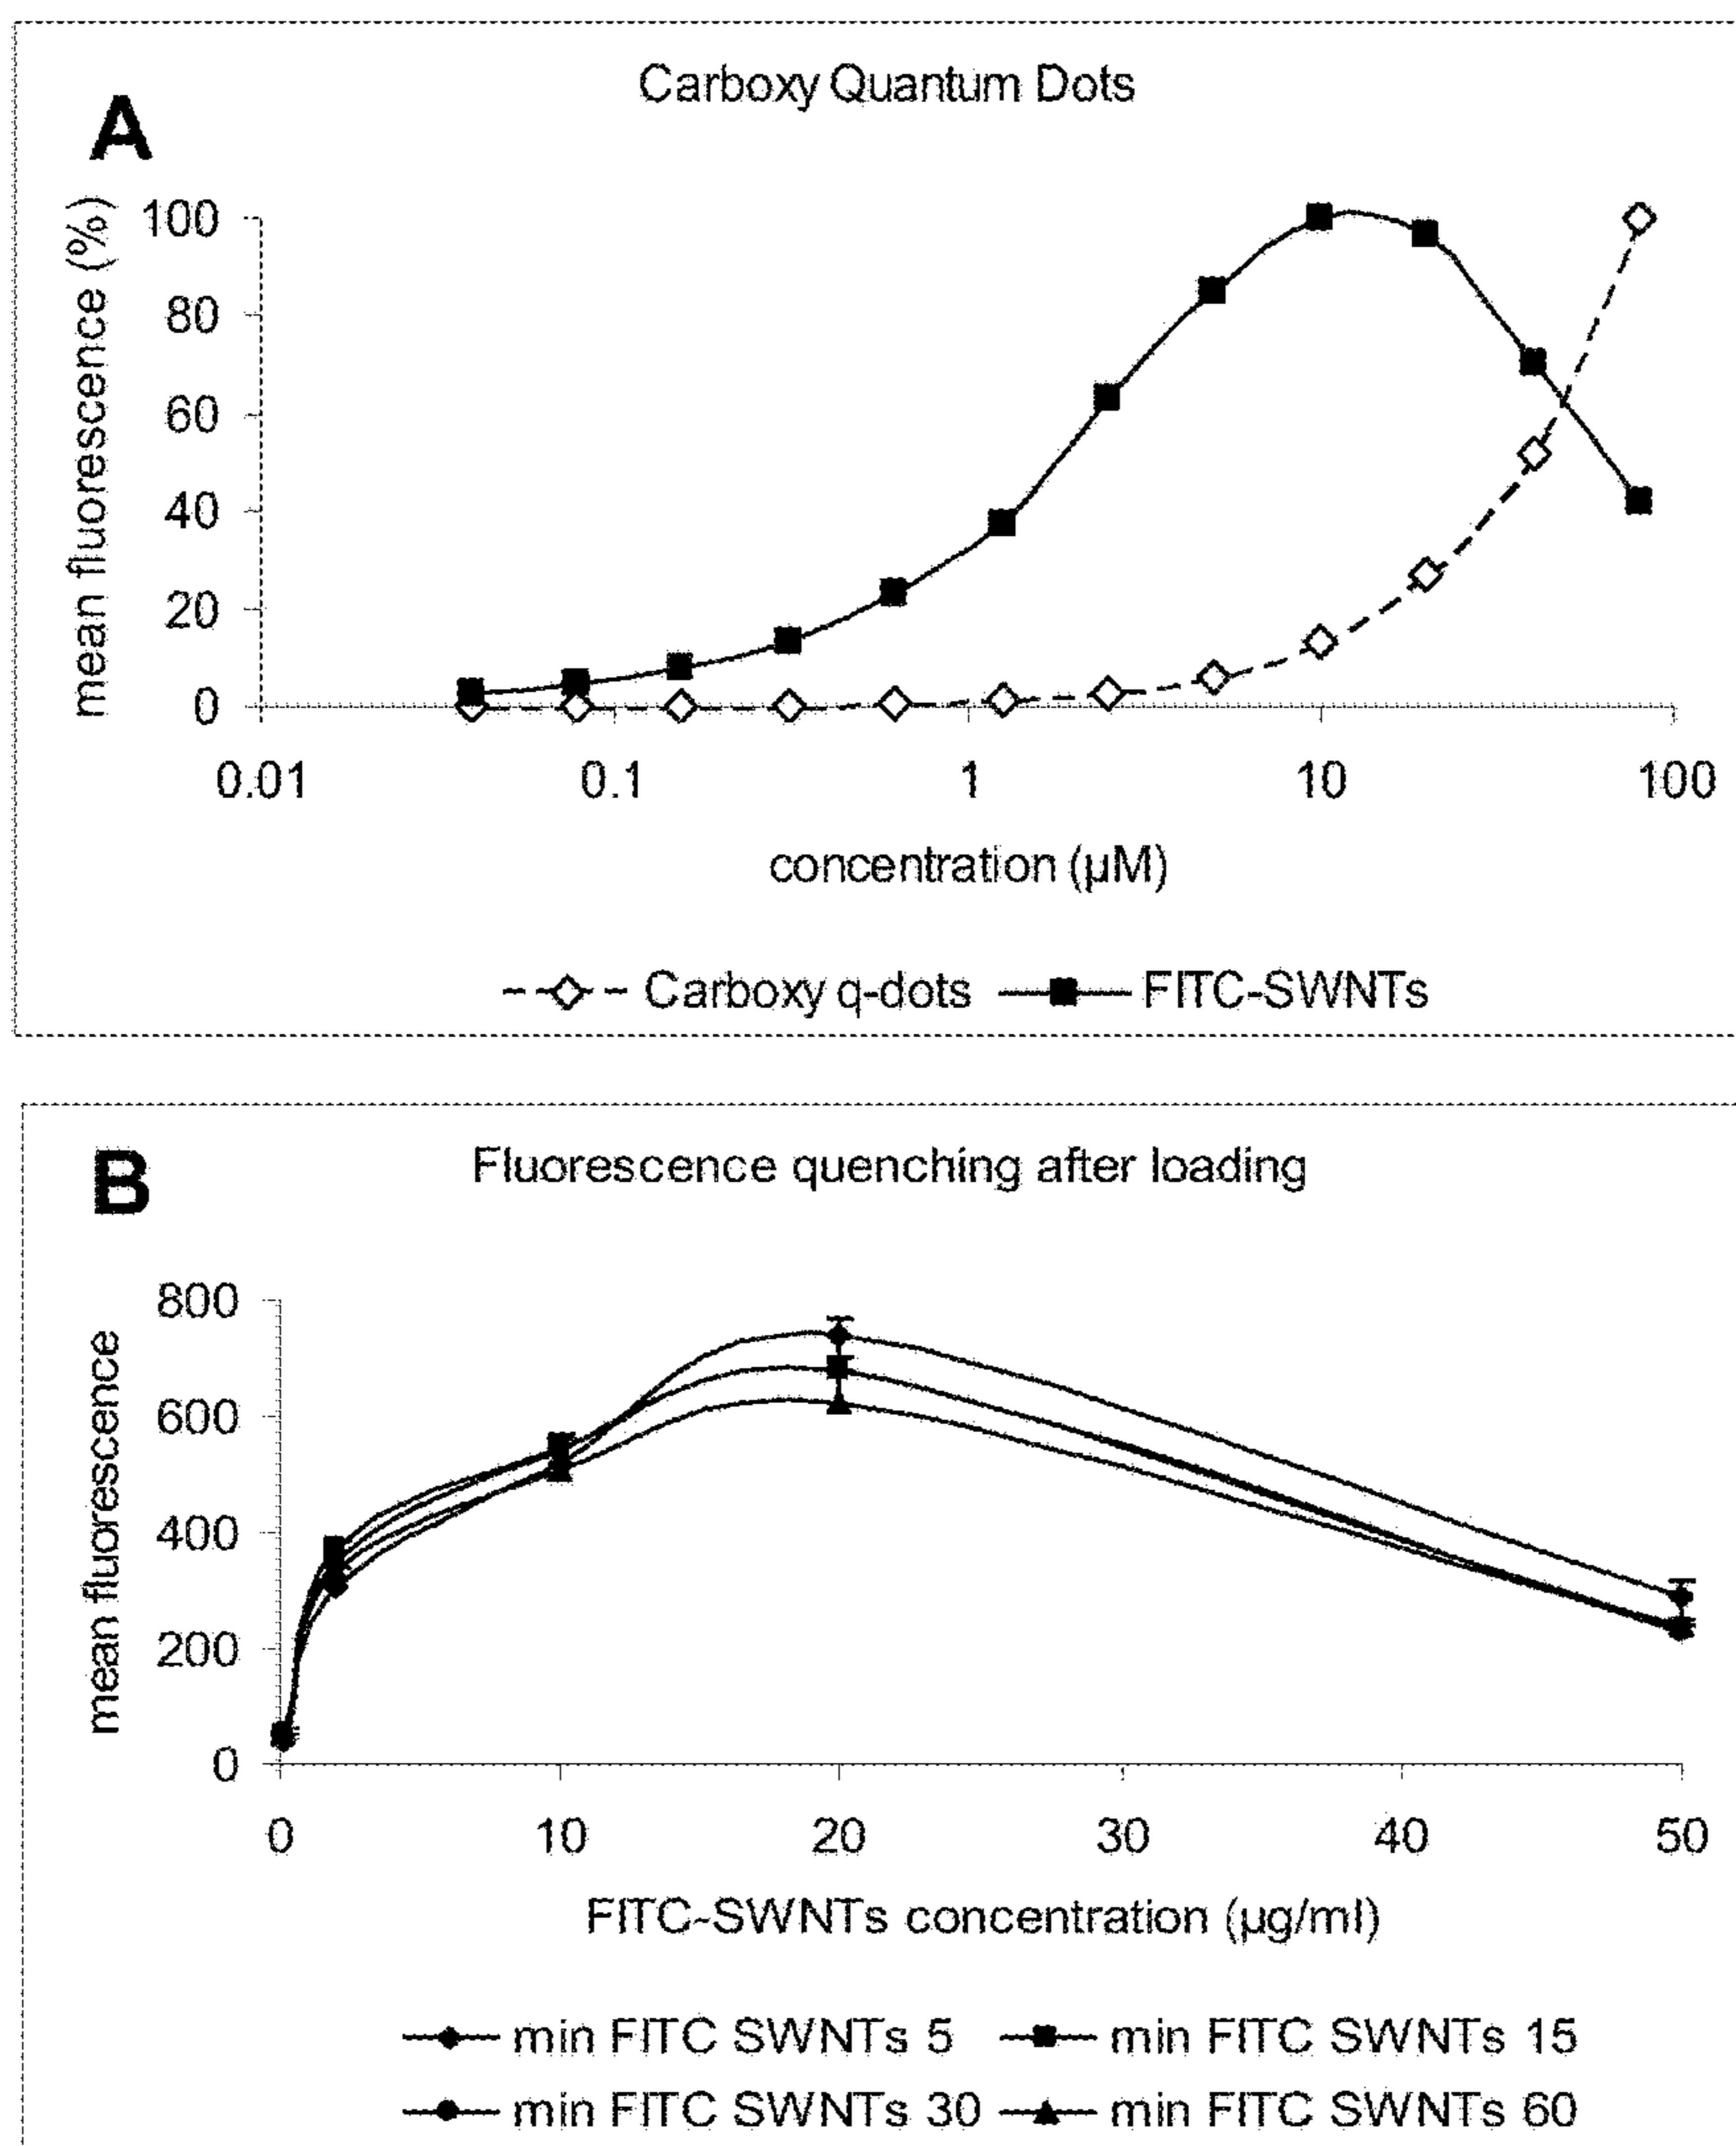 A
Carboxy Quantum Dots
mean fluorescence (%)
100
80
60
40
20
0
0.01 0.1 1 10 100
concentration (µM)
Carboxy q-dots FITC-SWNTs
B
Fluorescence quenching after loading
mean fluorescence
800
600
400
200
0
0 10 20 30 40 50
FITC-SWNTs concentration (µg/ml)
min FITC SWNTs 5 min FITC SWNTs 15
min FITC SWNTs 30 min FITC SWNTs 60